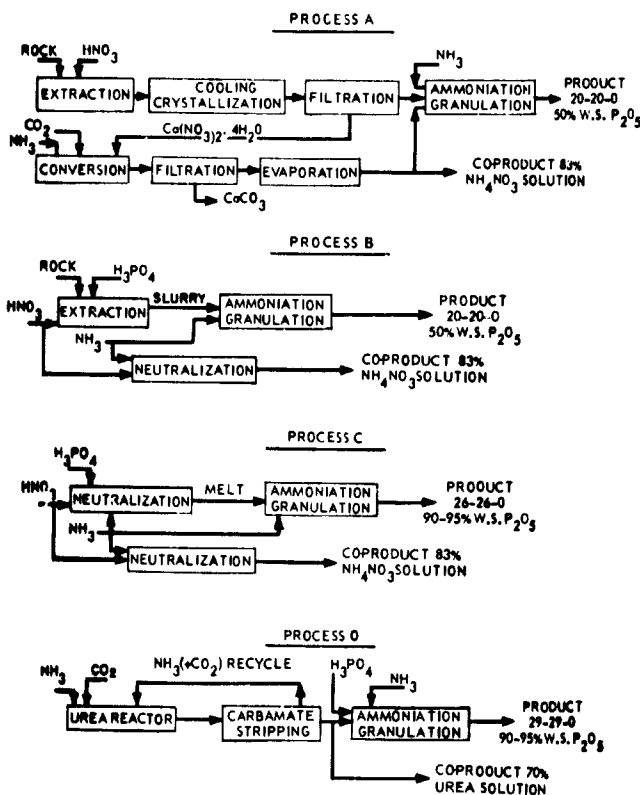 PROCESS A
ROCK
HNO3
EXTRACTION
COOLING
CRYSTALLIZATION
FILTRATION
NH3
AMMONIATION
GRANULATION
PRODUCT
20-20-0
50% W.S. P2O5
Ca(NO3)2·4H2O
CO2
NH3
CONVERSION
FILTRATION
EVAPORATION
CaCO3
COPRODUCT 83%
NH4NO3 SOLUTION
PROCESS B
ROCK
H3PO4
HNO3
EXTRACTION
SLURRY
AMMONIATION
GRANULATION
PRODUCT
20-20-0
50% W.S. P2O5
NH3
NEUTRALIZATION
COPRODUCT 83%
NH4NO3 SOLUTION
PROCESS C
H3PO4
HNO3
NEUTRALIZATION
MELT
AMMONIATION
GRANULATION
PRODUCT
26-26-0
90-95% W.S. P2O5
NH3
NEUTRALIZATION
COPRODUCT 83%
NH4NO3 SOLUTION
PROCESS D
NH3
CO2
NH3(+CO2) RECYCLE
UREA REACTOR
CARBAMATE
STRIPPING
H3PO4
NH3
AMMONIATION
GRANULATION
PRODUCT
29-29-0
90-95% W.S. P2O5
COPRODUCT 70%
UREA SOLUTION